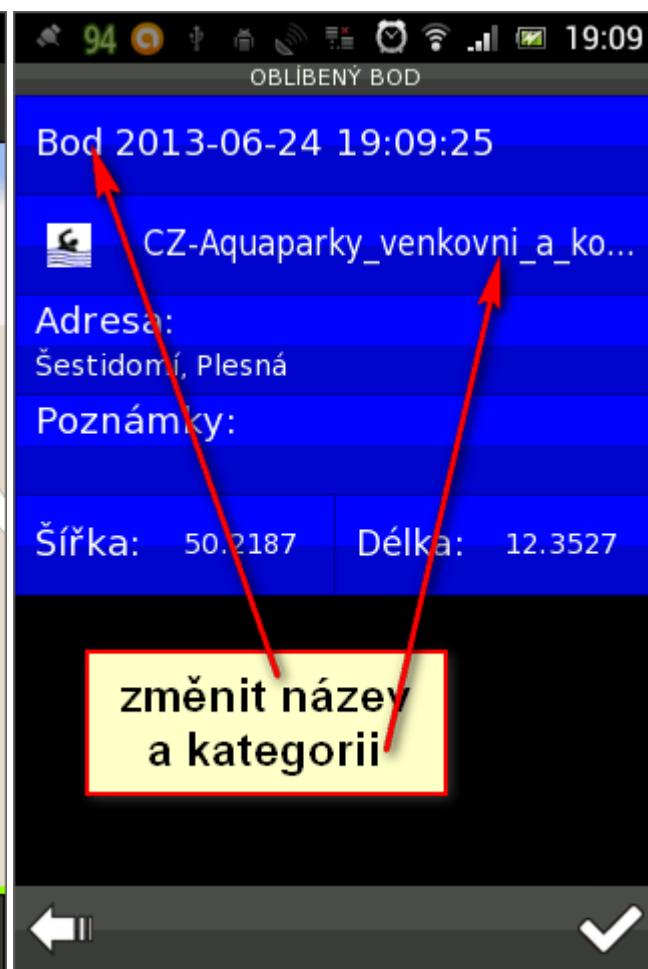 94 19:09
OBLÍBENÝ BOD
Bod 2013-06-24 19:09:25
CZ-Aquaparky_venkovni_a_ko...
Adresa:
Šestidomí, Plesná
Poznámky:
Šířka: 50.2187 Délka: 12.3527
změnit název
a kategorii